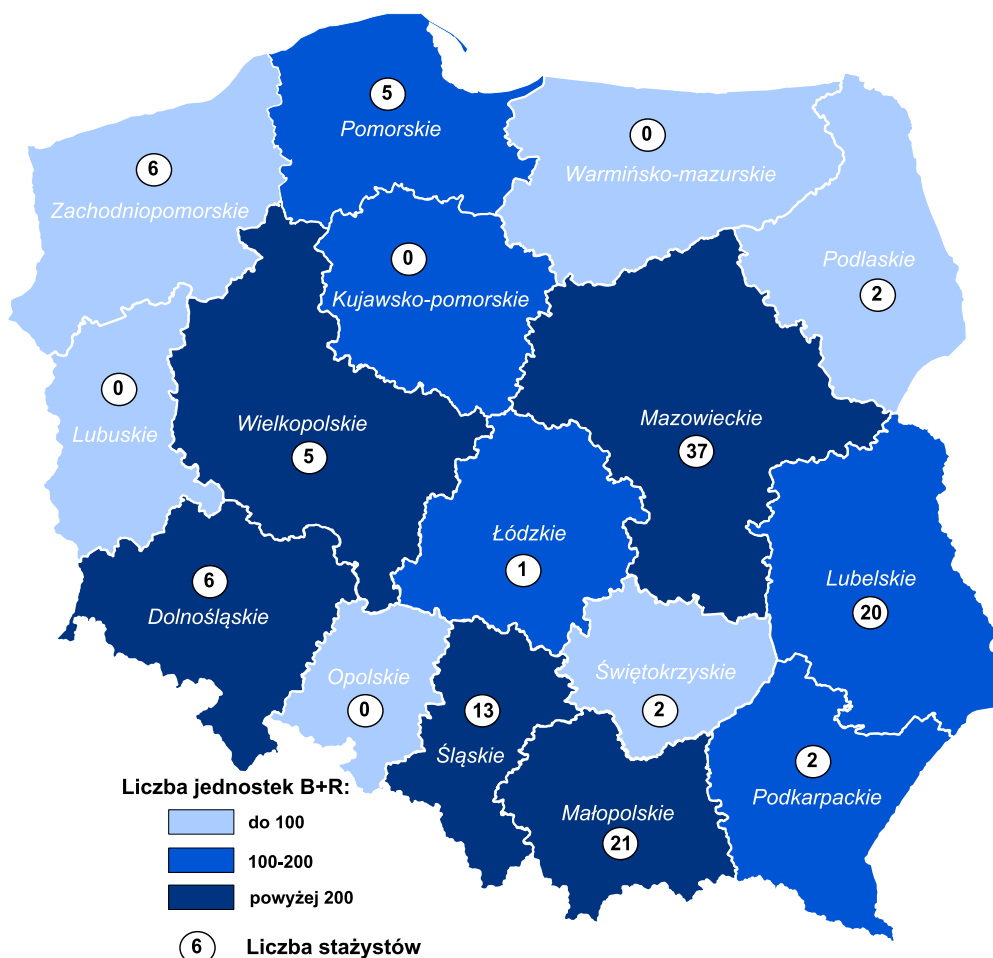 5
Pomorskie
0
Warmińsko-mazurskie
6
Zachodniopomorskie
0
Kujawsko-pomorskie
Podlaskie
2
0
Lubuskie
Wielkopolskie
5
Mazowieckie
37
Łódzkie
1
6
Dolnośląskie
Lubelskie
20
Opolskie
0
13
Śląskie
Świętokrzyskie
2
2
Podkarpackie
Małopolskie
21
Liczba jednostek B+R:
do 100
100-200
powyżej 200
6 Liczba stażystów